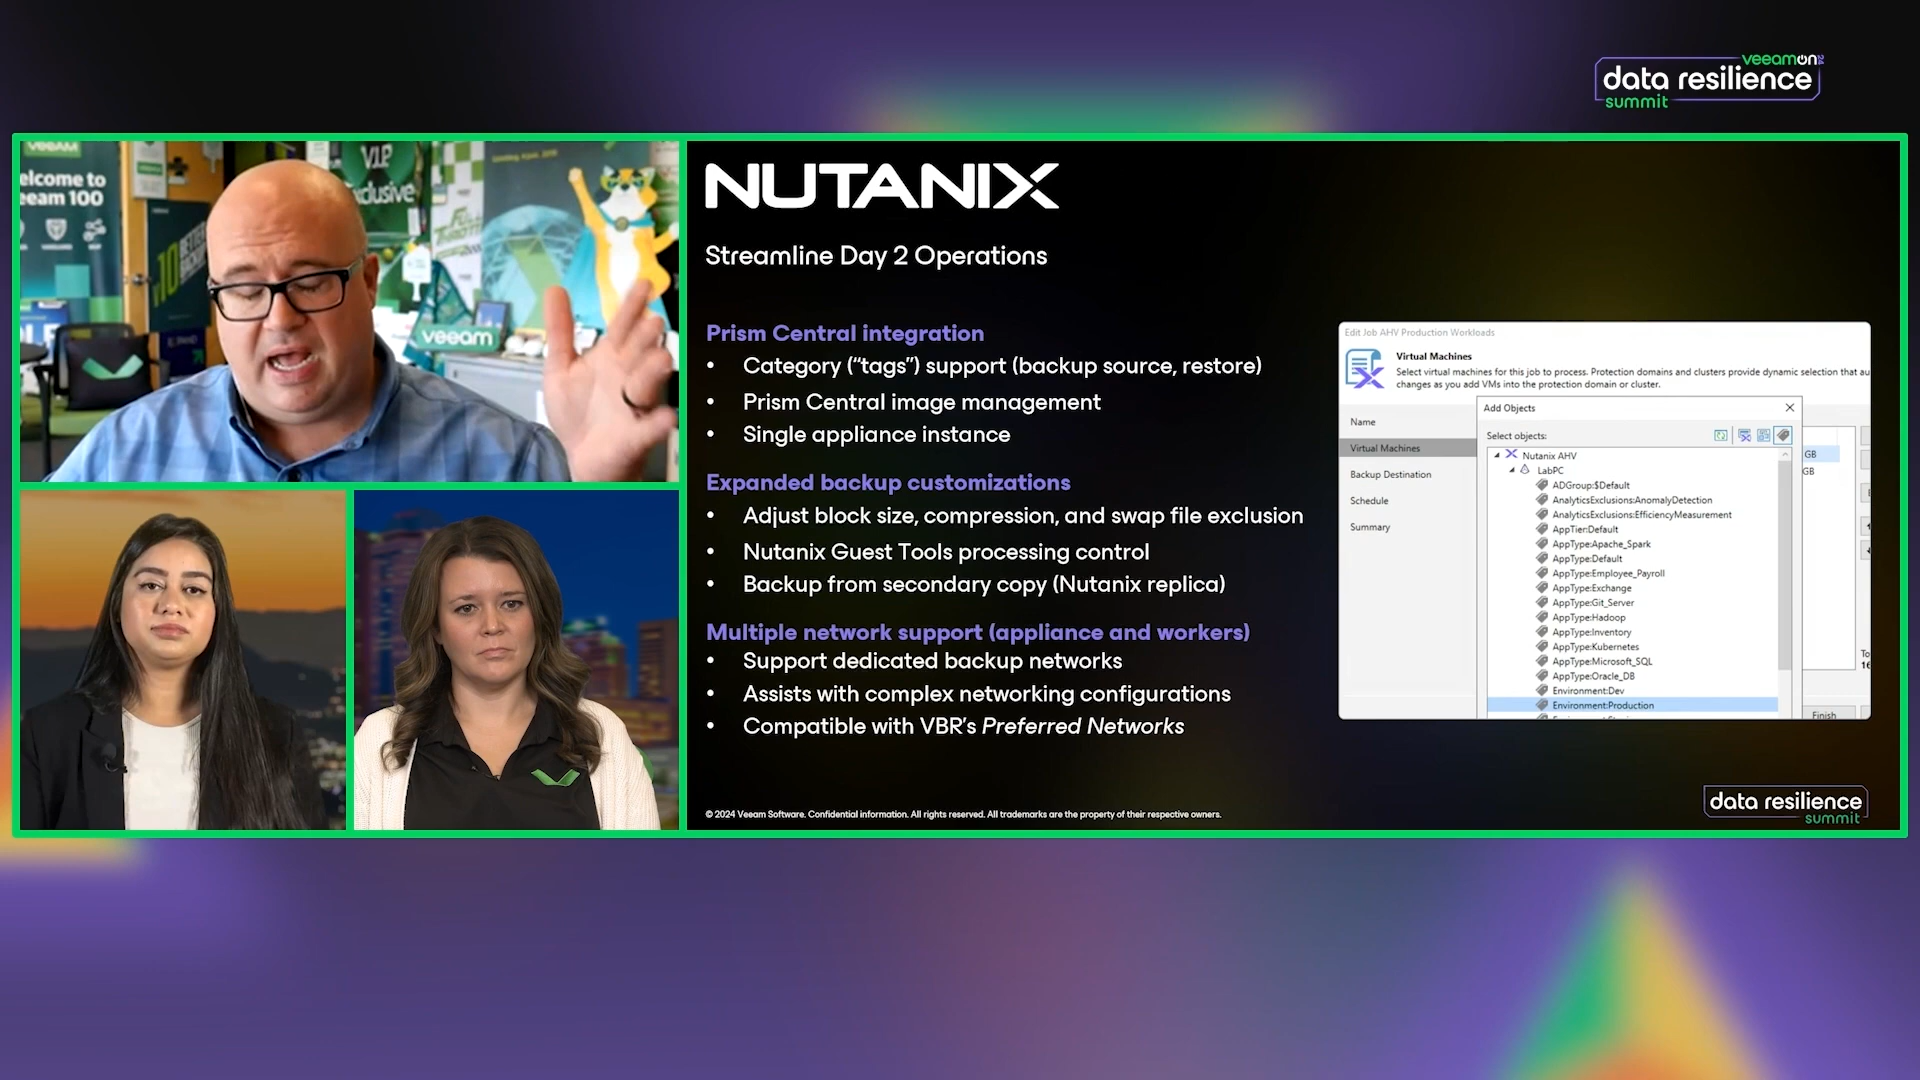 veeamON24
data resilience
summit
veeam
elcome to
eeam 100
V.I.P
xclusive
10
veeam
NUTANIX
Streamline Day 2 Operations
Prism Central integration
• Category (“tags”) support (backup source, restore)
• Prism Central image management
• Single appliance instance
Expanded backup customizations
• Adjust block size, compression, and swap file exclusion
• Nutanix Guest Tools processing control
• Backup from secondary copy (Nutanix replica)
Multiple network support (appliance and workers)
• Support dedicated backup networks
• Assists with complex networking configurations
• Compatible with VBR’s Preferred Networks
Edit Job AHV Production Workloads
Virtual Machines
Select virtual machines for this job to process. Protection domains and clusters provide dynamic selection that au
changes as you add VMs into the protection domain or cluster.
Name
Virtual Machines
Backup Destination
Schedule
Summary
Add Objects
Select objects:
Nutanix AHV
LabPC
ADGroup:$Default
AnalyticsExclusions:AnomalyDetection
AnalyticsExclusions:EfficiencyMeasurement
AppTier:Default
AppType:Apache_Spark
AppType:Default
AppType:Employee_Payroll
AppType:Exchange
AppType:Git_Server
AppType:Hadoop
AppType:Inventory
AppType:Kubernetes
AppType:Microsoft_SQL
AppType:Oracle_DB
Environment:Dev
Environment:Production
GB
GB
To
16
Finish
© 2024 Veeam Software. Confidential information. All rights reserved. All trademarks are the property of their respective owners.
data resilience
summit